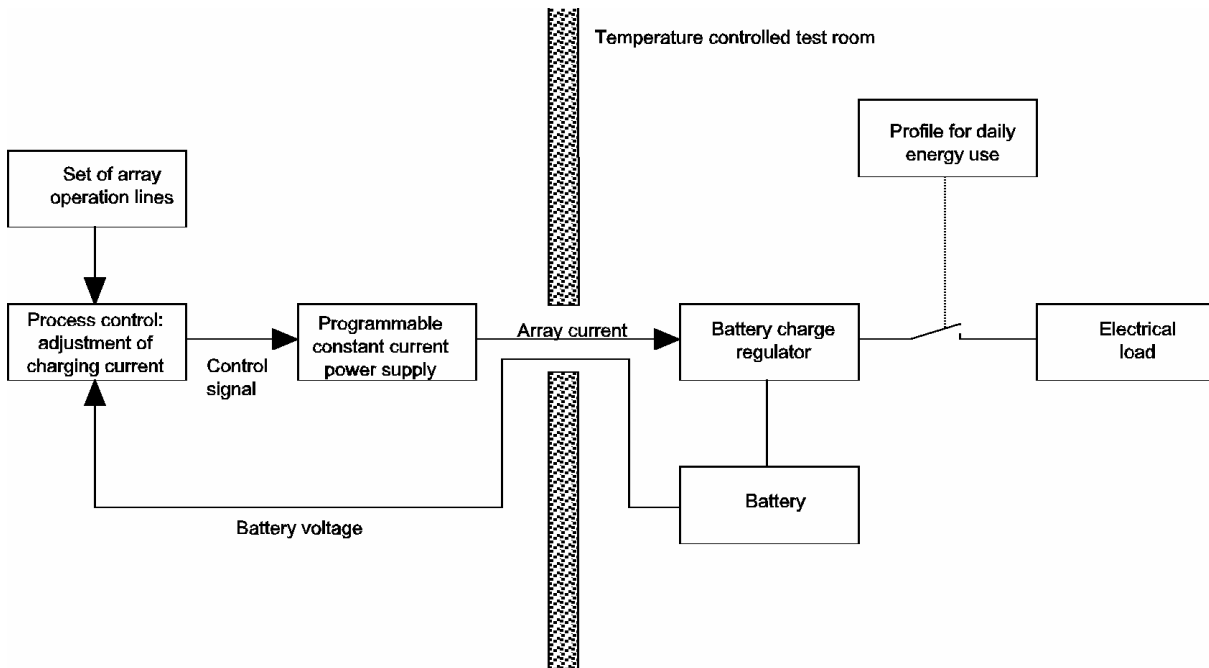 Temperature controlled test room
Profile for daily
energy use
Set of array
operation lines
Process control:
adjustment of
charging current
Control
signal
Programmable
constant current
power supply
Array current
Battery charge
regulator
Electrical
load
Battery
Battery voltage